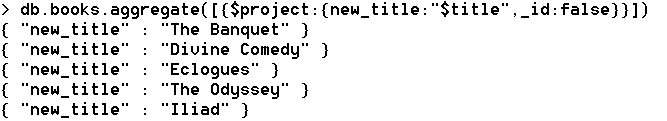 > db.books.aggregate([{$project:{new_title:"$title",_id:false}}])
{ "new_title" : "The Banquet" }
{ "new_title" : "Divine Comedy" }
{ "new_title" : "Eclogues" }
{ "new_title" : "The Odyssey" }
{ "new_title" : "Iliad" }